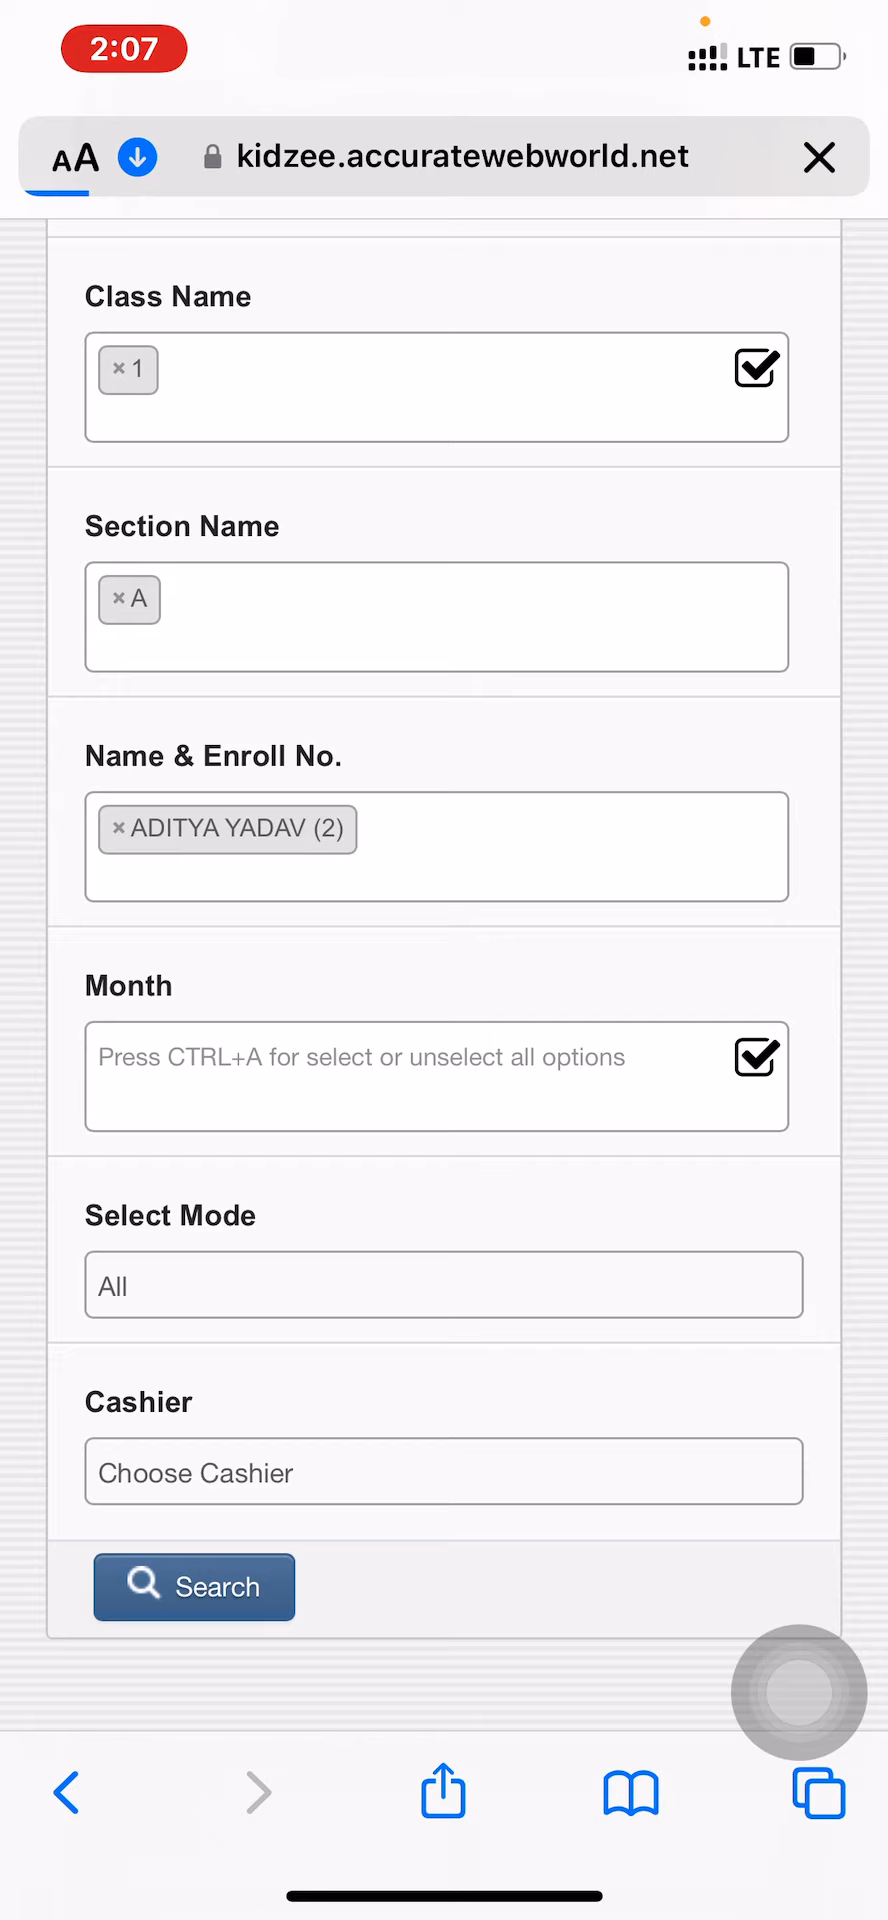 2:07
LTE
AA
kidzee.accuratewebworld.net
Class Name
× 1
Section Name
× A
Name & Enroll No.
× ADITYA YADAV (2)
Month
Press CTRL+A for select or unselect all options
Select Mode
All
Cashier
Choose Cashier
Search